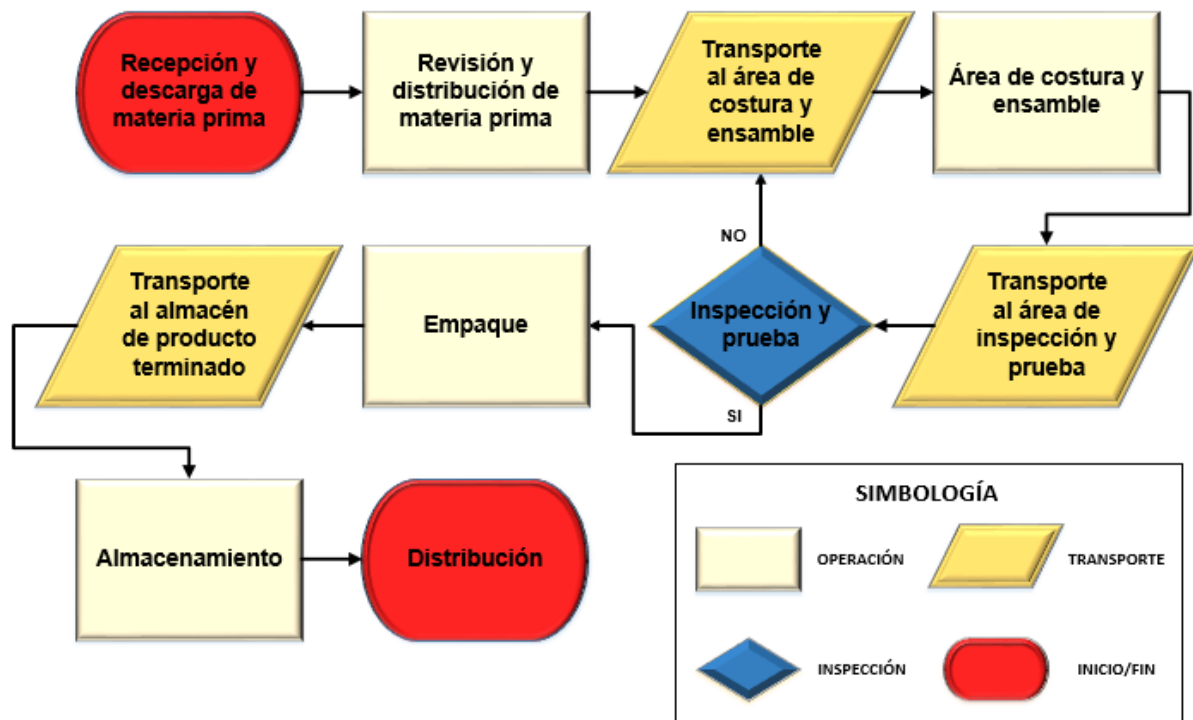 Recepción y
descarga de
materia prima
Revisión y
distribución de
materia prima
Transporte
al área de
costura y
ensamble
Área de costura y
ensamble
Transporte
al área de
inspección y
prueba
Inspección y
prueba
NO
SI
Empaque
Transporte
al almacén
de producto
terminado
Almacenamiento
Distribución
SIMBOLOGÍA
OPERACIÓN
TRANSPORTE
INSPECCIÓN
INICIO/FIN